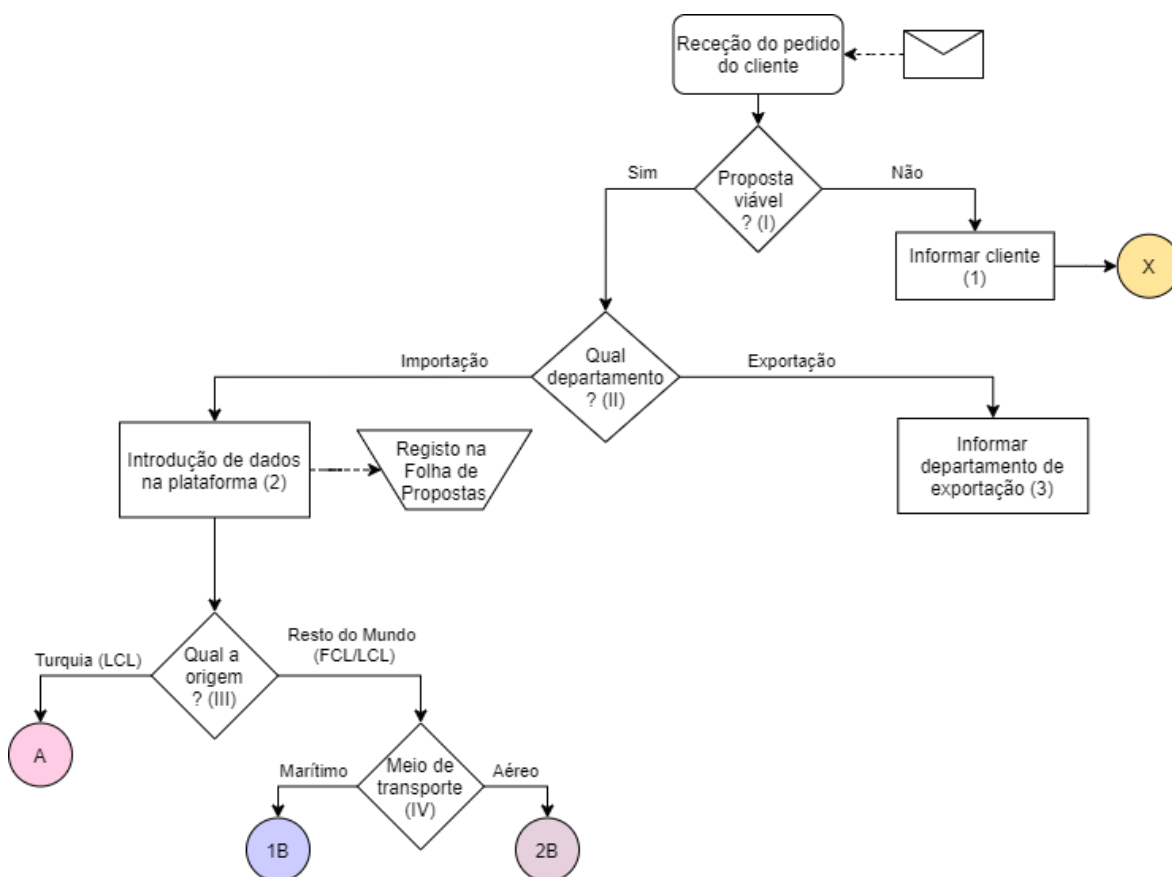 Receção do pedido
do cliente
Sim
Proposta
viável
? (I)
Não
Informar cliente
(1)
X
Importação
Qual
departamento
? (II)
Exportação
Introdução de dados
na plataforma (2)
Registo na
Folha de
Propostas
Informar
departamento de
exportação (3)
Turquia (LCL)
Qual a
origem
? (III)
Resto do Mundo
(FCL/LCL)
A
Marítimo
Meio de
transporte
(IV)
Aéreo
1B
2B